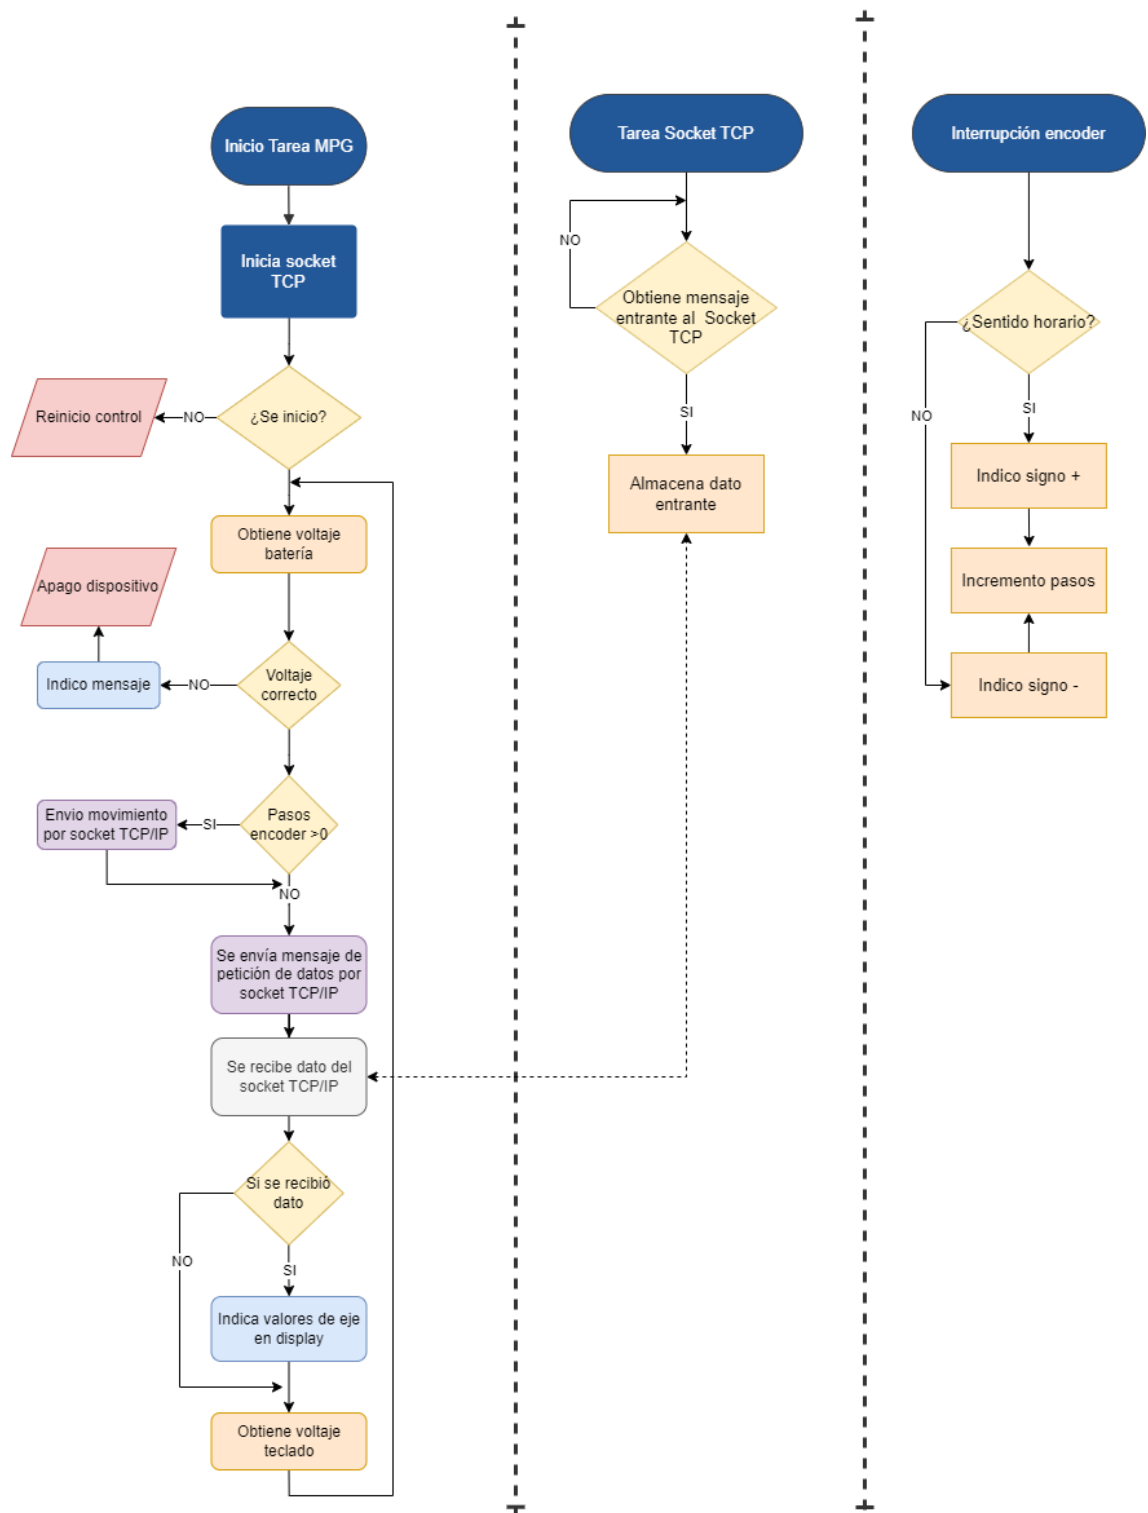 Inicio Tarea MPG
Inicia socket
TCP
¿Se inicio?
NO
Reinicio control
Obtiene voltaje
batería
Voltaje
correcto
NO
Indico mensaje
Apago dispositivo
Pasos
encoder >0
SI
Envio movimiento
por socket TCP/IP
NO
Se envía mensaje de
petición de datos por
socket TCP/IP
Se recibe dato del
socket TCP/IP
Si se recibió
dato
NO
SI
Indica valores de eje
en display
Obtiene voltaje
teclado
Tarea Socket TCP
NO
Obtiene mensaje
entrante al Socket
TCP
SI
Almacena dato
entrante
Interrupción encoder
¿Sentido horario?
NO
SI
Indico signo +
Incremento pasos
Indico signo -